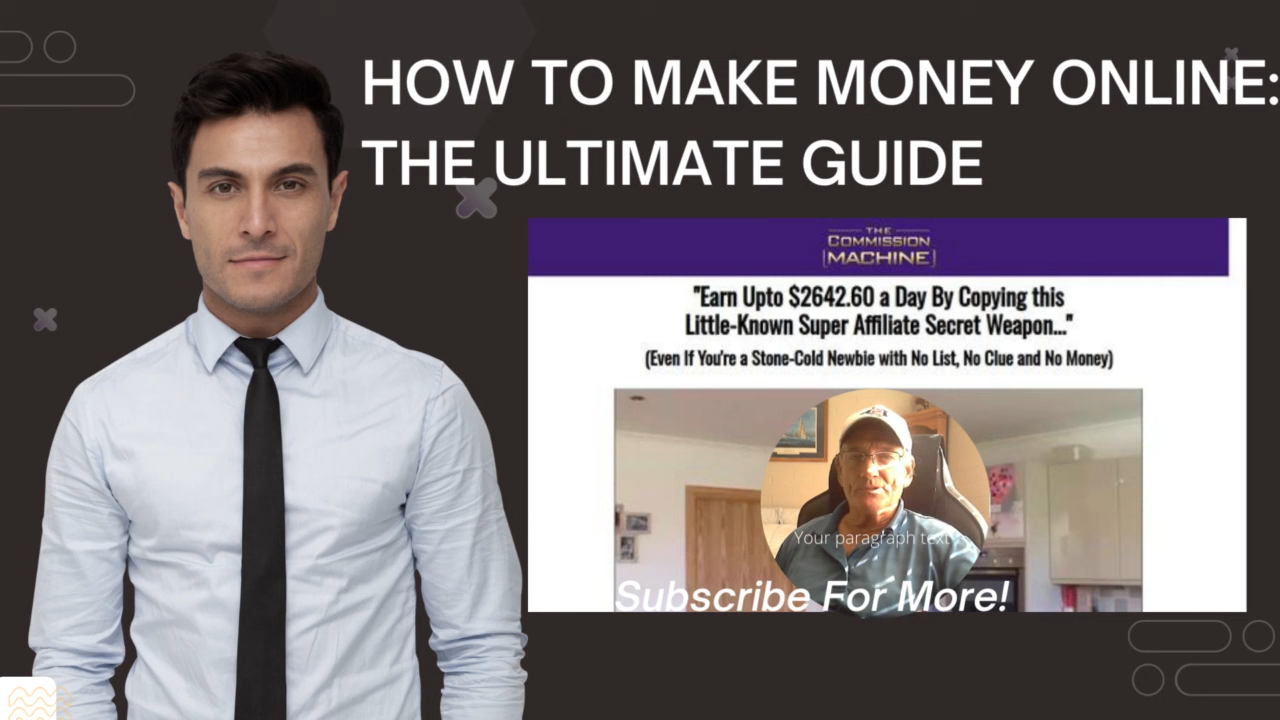 HOW TO MAKE MONEY ONLINE:
THE ULTIMATE GUIDE
THE
COMMISSION
MACHINE
"Earn Upto $2642.60 a Day By Copying this
Little-Known Super Affiliate Secret Weapon..."
(Even If You're a Stone-Cold Newbie with No List, No Clue and No Money)
Your paragraph text
Subscribe For More!